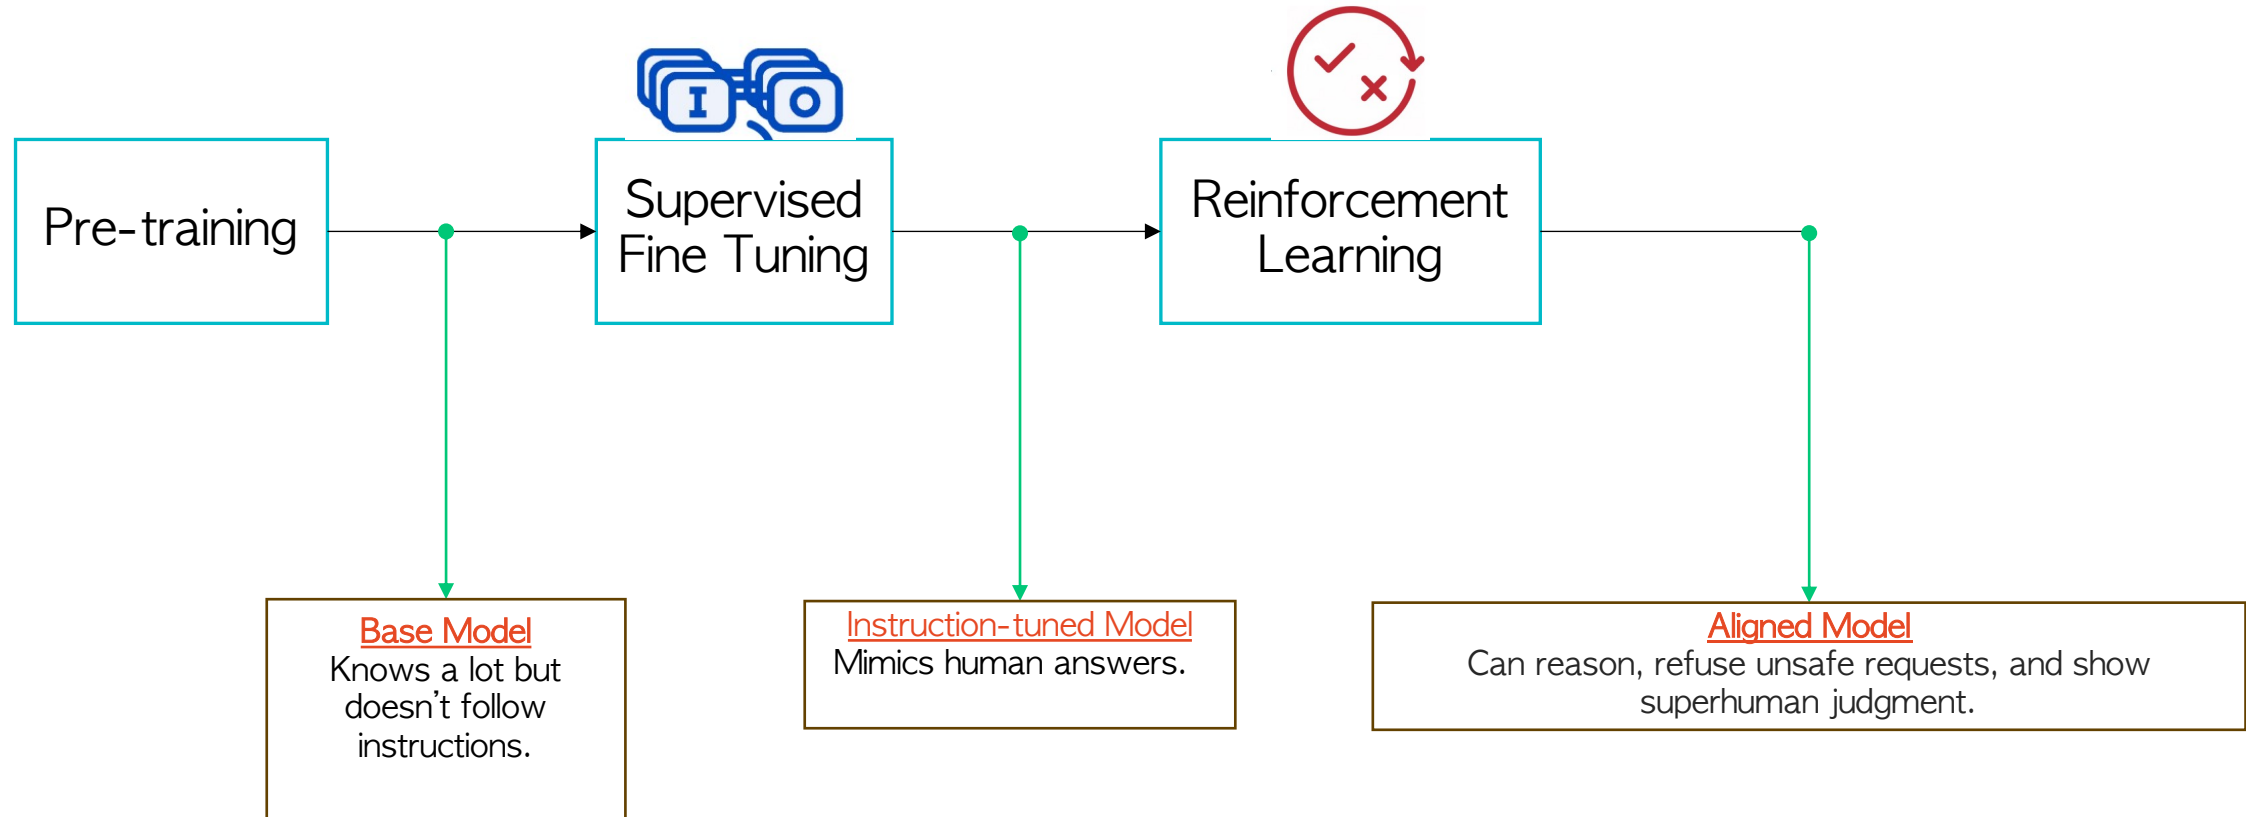 I O
Pre-training
Supervised
Fine Tuning
Reinforcement
Learning
Base Model
Knows a lot but
doesn't follow
instructions.
Instruction-tuned Model
Mimics human answers.
Aligned Model
Can reason, refuse unsafe requests, and show
superhuman judgment.